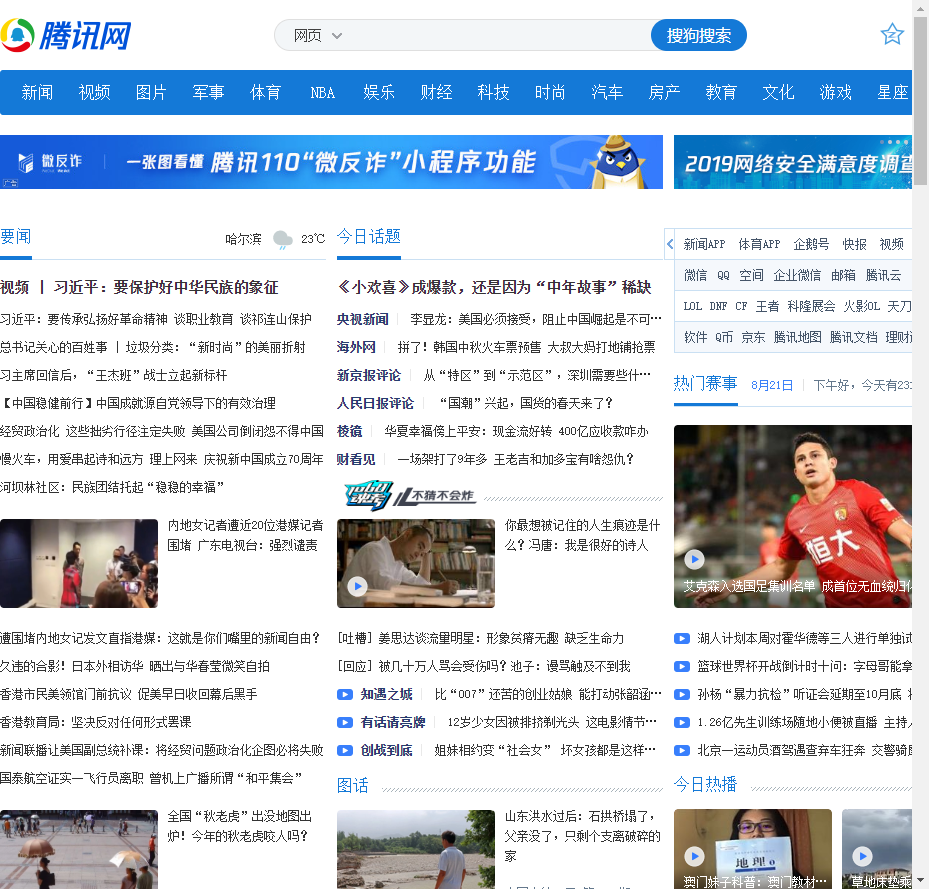 腾讯网
网页
搜狗搜索
新闻 视频 图片 军事 体育 NBA 娱乐 财经 科技 时尚 汽车 房产 教育 文化 游戏 星座
微反诈 一张图看懂 腾讯110“微反诈”小程序功能
广告
2019网络安全满意度调查
要闻
哈尔滨 23℃
视频 | 习近平：要保护好中华民族的象征
习近平：要传承弘扬好革命精神 谈职业教育 谈祁连山保护
总书记关心的百姓事 | 垃圾分类：“新时尚”的美丽折射
习主席回信后，“王杰班”战士立起新标杆
【中国稳健前行】中国成就源自党领导下的有效治理
经贸政治化 这些拙劣行径注定失败 美国公司倒闭怨不得中国
慢火车，用爱串起诗和远方 理上网来 庆祝新中国成立70周年
河坝林社区：民族团结托起“稳稳的幸福”
内地女记者遭近20位港媒记者
围堵 广东电视台：强烈谴责
遭围堵内地女记发文直指港媒：这就是你们嘴里的新闻自由？
久违的合影！日本外相访华 晒出与华春莹微笑自拍
香港市民美领馆门前抗议 促美早日收回幕后黑手
香港教育局：坚决反对任何形式罢课
新闻联播让美国副总统补课：将经贸问题政治化企图必将失败
国泰航空证实一飞行员离职 曾机上广播所谓“和平集会”
全国“秋老虎”出没地图出
炉！今年的秋老虎咬人吗？
今日话题
《小欢喜》成爆款，还是因为“中年故事”稀缺
央视新闻 李显龙：美国必须接受，阻止中国崛起是不可…
海外网 拼了！韩国中秋火车票预售 大叔大妈打地铺抢票
新京报评论 从“特区”到“示范区”，深圳需要些什…
人民日报评论 “国潮”兴起，国货的春天来了？
棱镜 华夏幸福傍上平安：现金流好转 400亿应收款咋办
财看见 一场架打了9年多 王老吉和加多宝有啥怨仇？
不猜不会炸
你最想被记住的人生痕迹是什
么？冯唐：我是很好的诗人
[吐槽] 姜思达谈流量明星：形象贫瘠无趣 缺乏生命力
[回应] 被几十万人骂会受伤吗？池子：谩骂触及不到我
知遇之城 比“007”还苦的创业姑娘 能打动张韶涵…
有话请亮牌 12岁少女因被排挤剃光头 这电影情节…
创战到底 姐妹相约变“社会女” 坏女孩都是这样…
图话
山东洪水过后：石拱桥塌了，
父亲没了，只剩个支离破碎的
家
新闻APP 体育APP 企鹅号 快报 视频
微信 QQ 空间 企业微信 邮箱 腾讯云
LOL DNF CF 王者 科隆展会 火影OL 天刀
软件 Q币 京东 腾讯地图 腾讯文档 理财
热门赛事 8月21日 下午好，今天有23
恒大
艾克森入选国足集训名单 成首位无血统归化
湖人计划本周对霍华德等三人进行单独试
篮球世界杯开战倒计时十问：字母哥能拿
孙杨“暴力抗检”听证会延期至10月底
1.26亿先生训练场随地小便被直播 主持人
北京一运动员酒驾遇查弃车狂奔 交警骑
今日热播
地理
澳门妹子科普：澳门教材…
草地床垫乘